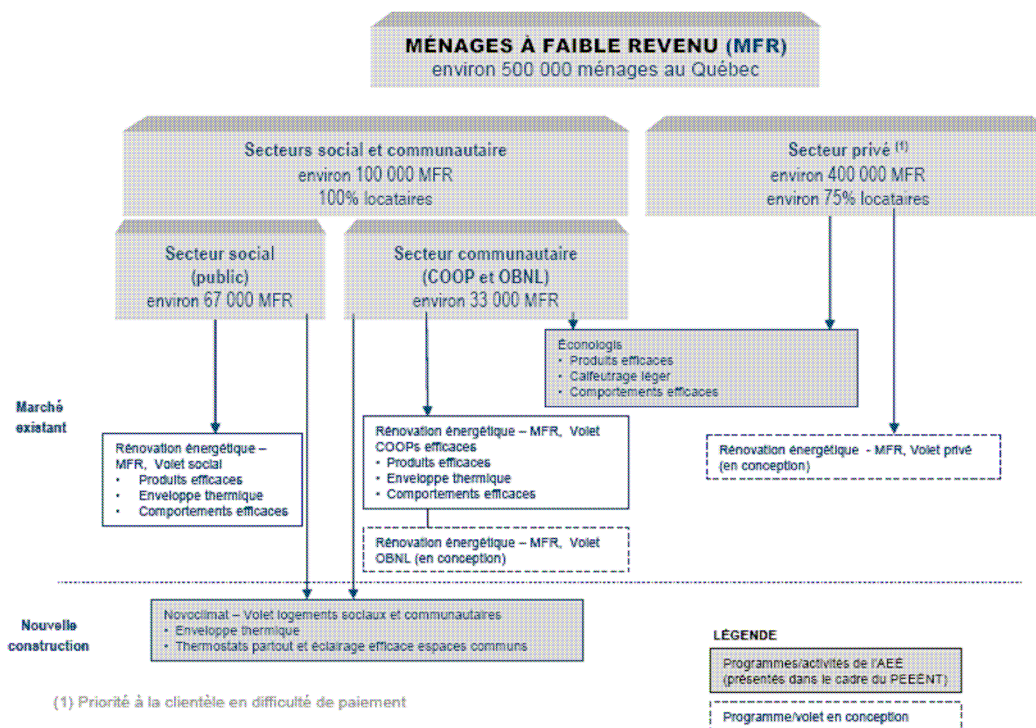 MÉNAGES À FAIBLE REVENU (MFR)
environ 500 000 ménages au Québec
Secteurs social et communautaire
environ 100 000 MFR
100% locataires
Secteur privé (1)
environ 400 000 MFR
environ 75% locataires
Secteur social
(public)
environ 67 000 MFR
Secteur communautaire
(COOP et OBNL)
environ 33 000 MFR
Éconologis
• Produits efficaces
• Calfeutrage léger
• Comportements efficaces
Marché
existant
Rénovation énergétique –
MFR, Volet social
• Produits efficaces
• Enveloppe thermique
• Comportements efficaces
Rénovation énergétique – MFR, Volet
COOPs efficaces
• Produits efficaces
• Enveloppe thermique
• Comportements efficaces
Rénovation énergétique - MFR, Volet privé
(en conception)
Rénovation énergétique – MFR, Volet
OBNL (en conception)
Nouvelle
construction
Novoclimat – Volet logements sociaux et communautaires
• Enveloppe thermique
• Thermostats partout et éclairage efficace espaces communs
LÉGENDE
Programmes/activités de l'AEE
(présentés dans le cadre du PEEÉNT)
Programme/volet en conception
(1) Priorité à la clientèle en difficulté de paiement